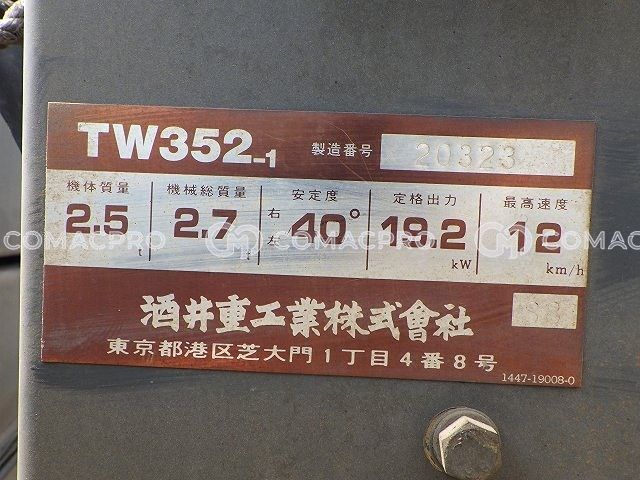 TW352-1 製造番号 20323
機体質量 機械総質量 安定度 定格出力 最高速度
2.5 t 2.7 t 右 左 40° 19.2 kW 12 km/h
COMACPRO COMACPRO COMACPRO
酒井重工業株式會社
東京都港区芝大門1丁目4番8号
1447-19008-0